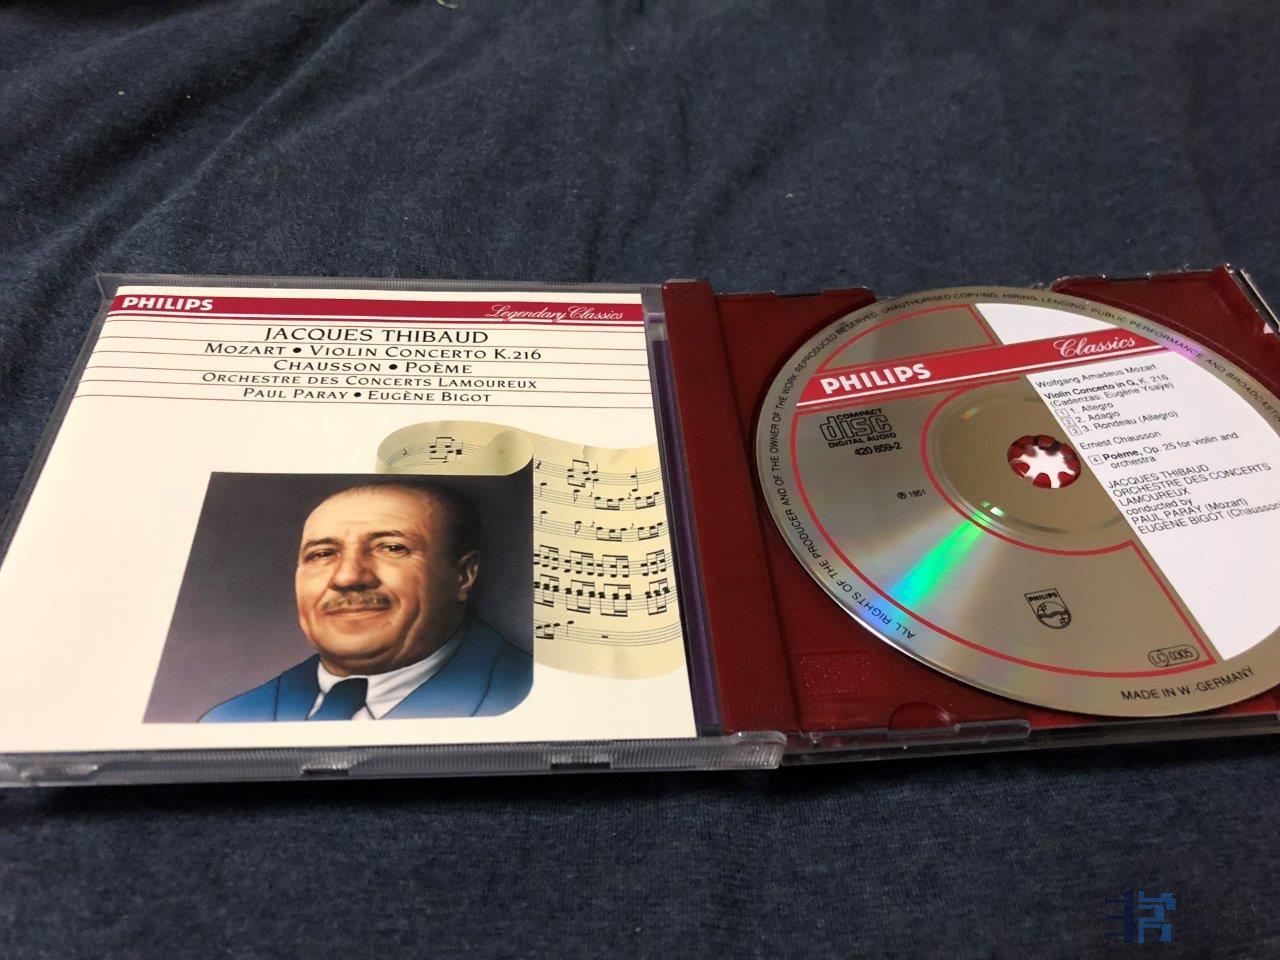 PHILIPS
Legendary Classics
JACQUES THIBAUD
MOZART • VIOLIN CONCERTO K.216
CHAUSSON • POÈME
ORCHESTRE DES CONCERTS LAMOUREUX
PAUL PARAY • EUGÈNE BIGOT
PHILIPS
Classics
COMPACT
disc
DIGITAL AUDIO
420 859-2
Ⓟ 1951
Wolfgang Amadeus Mozart
Violin Concerto in G, K. 216
(Cadenzas: Eugène Ysaye)
1 1. Allegro
2 2. Adagio
3 3. Rondeau (Allegro)
Ernest Chausson
4 Poème, Op. 25 for violin and
orchestra
JACQUES THIBAUD
ORCHESTRE DES CONCERTS
LAMOUREUX
conducted by
PAUL PARAY (Mozart)
EUGÈNE BIGOT (Chausson
PHILIPS
LC 0305
ALL RIGHTS OF THE PRODUCER AND OF THE OWNER OF THE WORK REPRODUCED RESERVED. UNAUTHORISED COPYING, HIRING, LENDING, PUBLIC PERFORMANCE AND BROADCAST
MADE IN W.-GERMANY